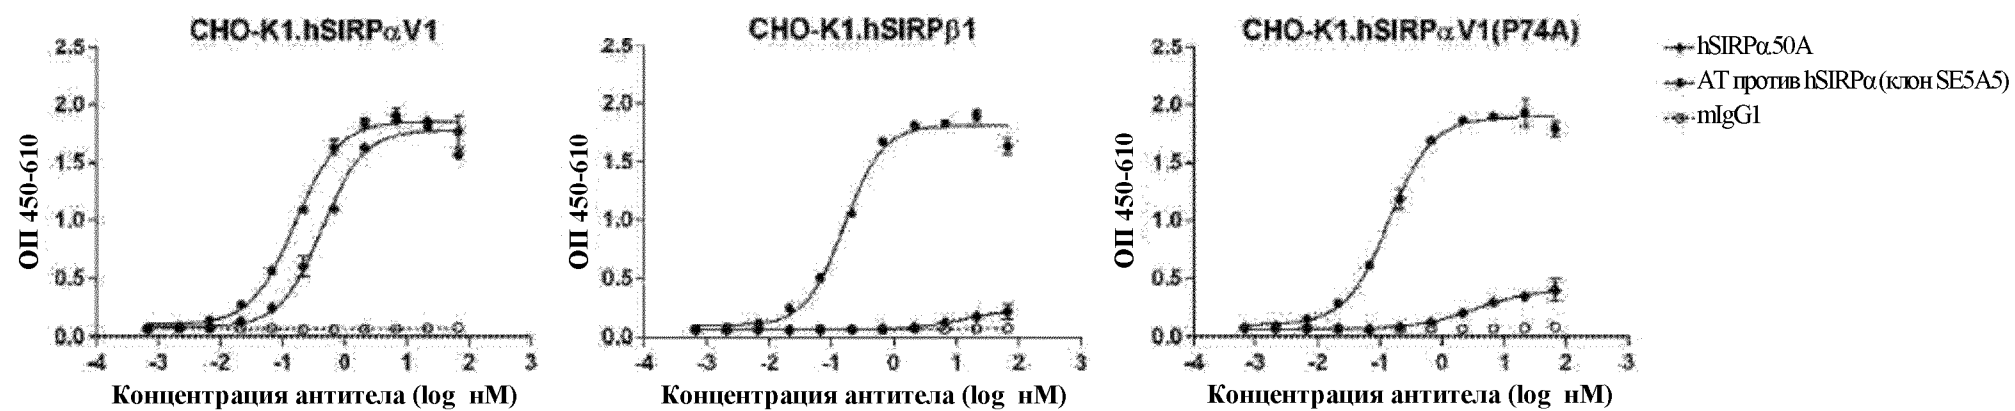 CHO-K1.hSIRPαV1
2.5
2.0
1.5
1.0
0.5
0.0
-4 -3 -2 -1 0 1 2 3
ОП 450-610
Концентрация антитела (log нМ)
CHO-K1.hSIRPβ1
2.5
2.0
1.5
1.0
0.5
0.0
-4 -3 -2 -1 0 1 2 3
ОП 450-610
Концентрация антитела (log нМ)
CHO-K1.hSIRPαV1(P74A)
2.5
2.0
1.5
1.0
0.5
0.0
-4 -3 -2 -1 0 1 2 3
ОП 450-610
Концентрация антитела (log нМ)
hSIRPα.50A
АТ против hSIRPα (клон SE5A5)
mIgG1